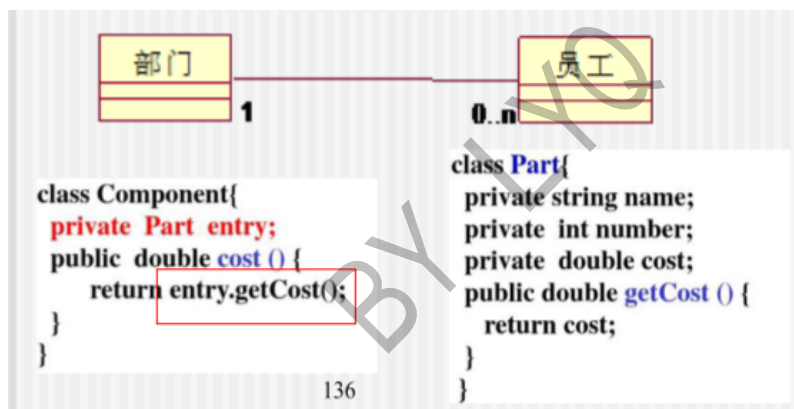 部门
员工
1
0..n
class Component{
private Part entry;
public double cost () {
return entry.getCost();
}
}
class Part{
private string name;
private int number;
private double cost;
public double getCost () {
return cost;
}
}
136
BY LYQ